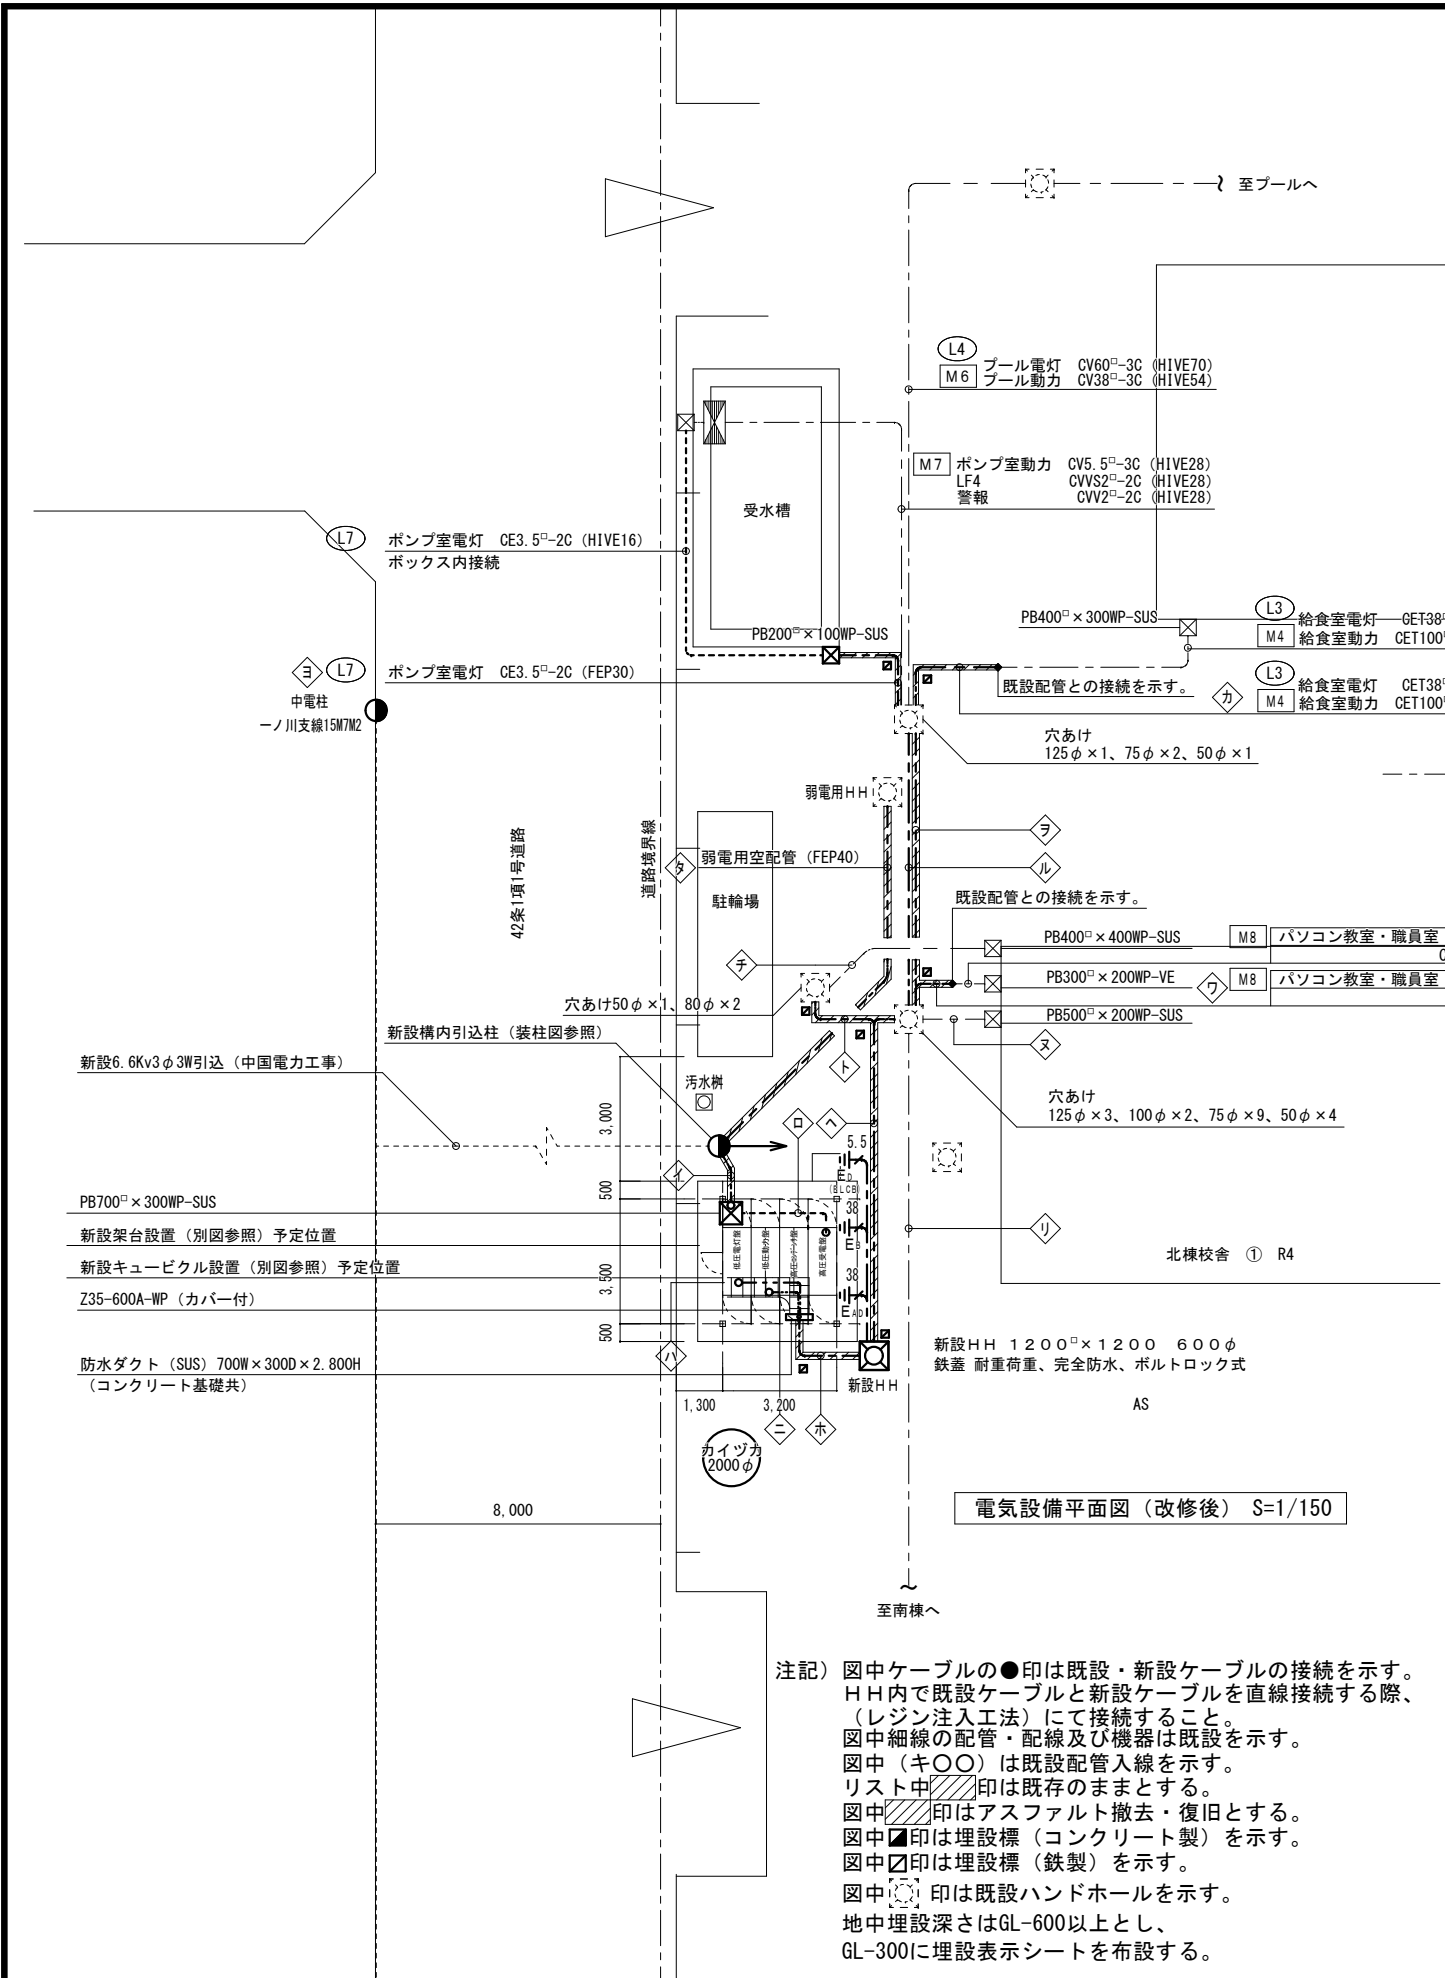 至プールへ
L4
プール電灯 CV60□-3C (HIVE70)
M6 プール動力 CV38□-3C (HIVE54)
M7 ポンプ室動力 CV5.5□-3C (HIVE28)
LF4 CVVS2□-2C (HIVE28)
警報 CVV2□-2C (HIVE28)
受水槽
L7 ポンプ室電灯 CE3.5□-2C (HIVE16)
ボックス内接続
PB200□×100WP-SUS
PB400□×300WP-SUS
L3 給食室電灯 CET38□
M4 給食室動力 CET100□
ヨ L7 ポンプ室電灯 CE3.5□-2C (FEP30)
中電柱
一ノ川支線15M7M2
既設配管との接続を示す。
カ
L3 給食室電灯 CET38□
M4 給食室動力 CET100□
穴あけ
125φ×1、75φ×2、50φ×1
弱電用HH
42条1項1号道路
道路境界線
ヲ
タ 弱電用空配管 (FEP40)
ル
駐輪場
既設配管との接続を示す。
PB400□×400WP-SUS
M8 パソコン教室・職員室
C
チ
PB300□×200WP-VE
ワ
M8 パソコン教室・職員室
穴あけ50φ×1、80φ×2
PB500□×200WP-SUS
新設構内引込柱 (装柱図参照)
ヌ
新設6.6Kv3φ3W引込 (中国電力工事)
ト
汚水桝
穴あけ
125φ×3、100φ×2、75φ×9、50φ×4
3,000
ロ
ヘ
5.5
ED
(ELCB)
イ
500
PB700□×300WP-SUS
38
EB
新設架台設置 (別図参照) 予定位置
リ
北棟校舎 ① R4
低圧電灯盤
低圧動力盤
高圧受電盤
新設キュービクル設置 (別図参照) 予定位置
3,500
38
EAD
Z35-600A-WP (カバー付)
500
新設HH 1200□×1200 600φ
鉄蓋 耐重荷重、完全防水、ボルトロック式
ハ
防水ダクト (SUS) 700W×300D×2.800H
(コンクリート基礎共)
新設HH
1,300
3,200
AS
ニ
ホ
カイヅカ
2000φ
8,000
電気設備平面図 (改修後) S=1/150
至南棟へ
注記) 図中ケーブルの●印は既設・新設ケーブルの接続を示す。
HH内で既設ケーブルと新設ケーブルを直線接続する際、
(レジン注入工法) にて接続すること。
図中細線の配管・配線及び機器は既設を示す。
図中 (キ〇〇) は既設配管入線を示す。
リスト中 印は既存のままとする。
図中 印はアスファルト撤去・復旧とする。
図中 印は埋設標 (コンクリート製) を示す。
図中 印は埋設標 (鉄製) を示す。
図中 印は既設ハンドホールを示す。
地中埋設深さはGL-600以上とし、
GL-300に埋設表示シートを布設する。